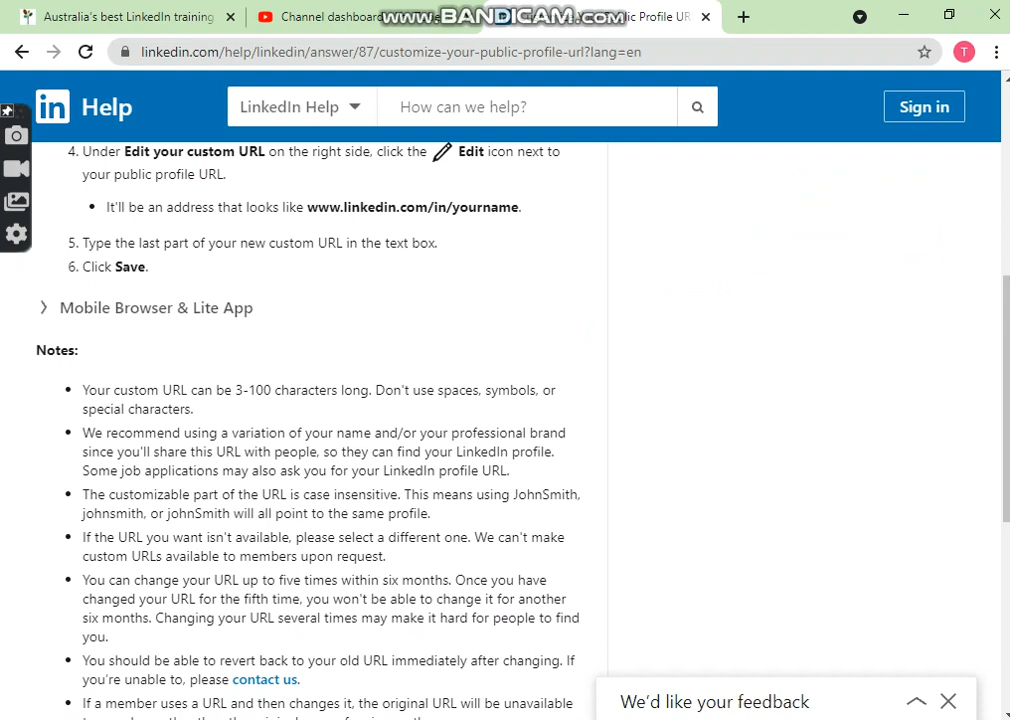 Australia's best LinkedIn training
Channel dashboar
www.BANDICAM.com
Public Profile UR
linkedin.com/help/linkedin/answer/87/customize-your-public-profile-url?lang=en
T
in Help
LinkedIn Help
How can we help?
Sign in
4. Under Edit your custom URL on the right side, click the Edit icon next to
your public profile URL.
• It'll be an address that looks like www.linkedin.com/in/yourname.
5. Type the last part of your new custom URL in the text box.
6. Click Save.
Mobile Browser & Lite App
Notes:
• Your custom URL can be 3-100 characters long. Don't use spaces, symbols, or
special characters.
• We recommend using a variation of your name and/or your professional brand
since you'll share this URL with people, so they can find your LinkedIn profile.
Some job applications may also ask you for your LinkedIn profile URL.
• The customizable part of the URL is case insensitive. This means using JohnSmith,
johnsmith, or johnSmith will all point to the same profile.
• If the URL you want isn't available, please select a different one. We can't make
custom URLs available to members upon request.
• You can change your URL up to five times within six months. Once you have
changed your URL for the fifth time, you won't be able to change it for another
six months. Changing your URL several times may make it hard for people to find
you.
• You should be able to revert back to your old URL immediately after changing. If
you're unable to, please contact us.
• If a member uses a URL and then changes it, the original URL will be unavailable
We'd like your feedback